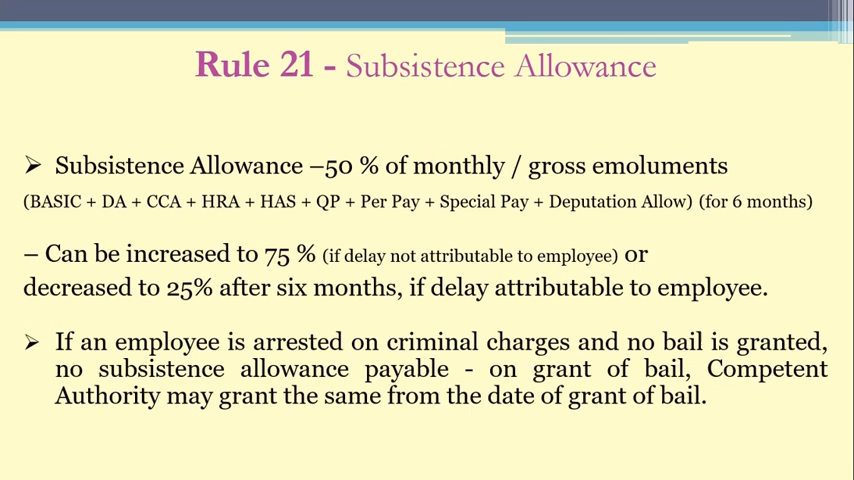 Rule 21 - Subsistence Allowance
➢ Subsistence Allowance –50 % of monthly / gross emoluments
(BASIC + DA + CCA + HRA + HAS + QP + Per Pay + Special Pay + Deputation Allow) (for 6 months)
– Can be increased to 75 % (if delay not attributable to employee) or
decreased to 25% after six months, if delay attributable to employee.
➢ If an employee is arrested on criminal charges and no bail is granted,
no subsistence allowance payable - on grant of bail, Competent
Authority may grant the same from the date of grant of bail.